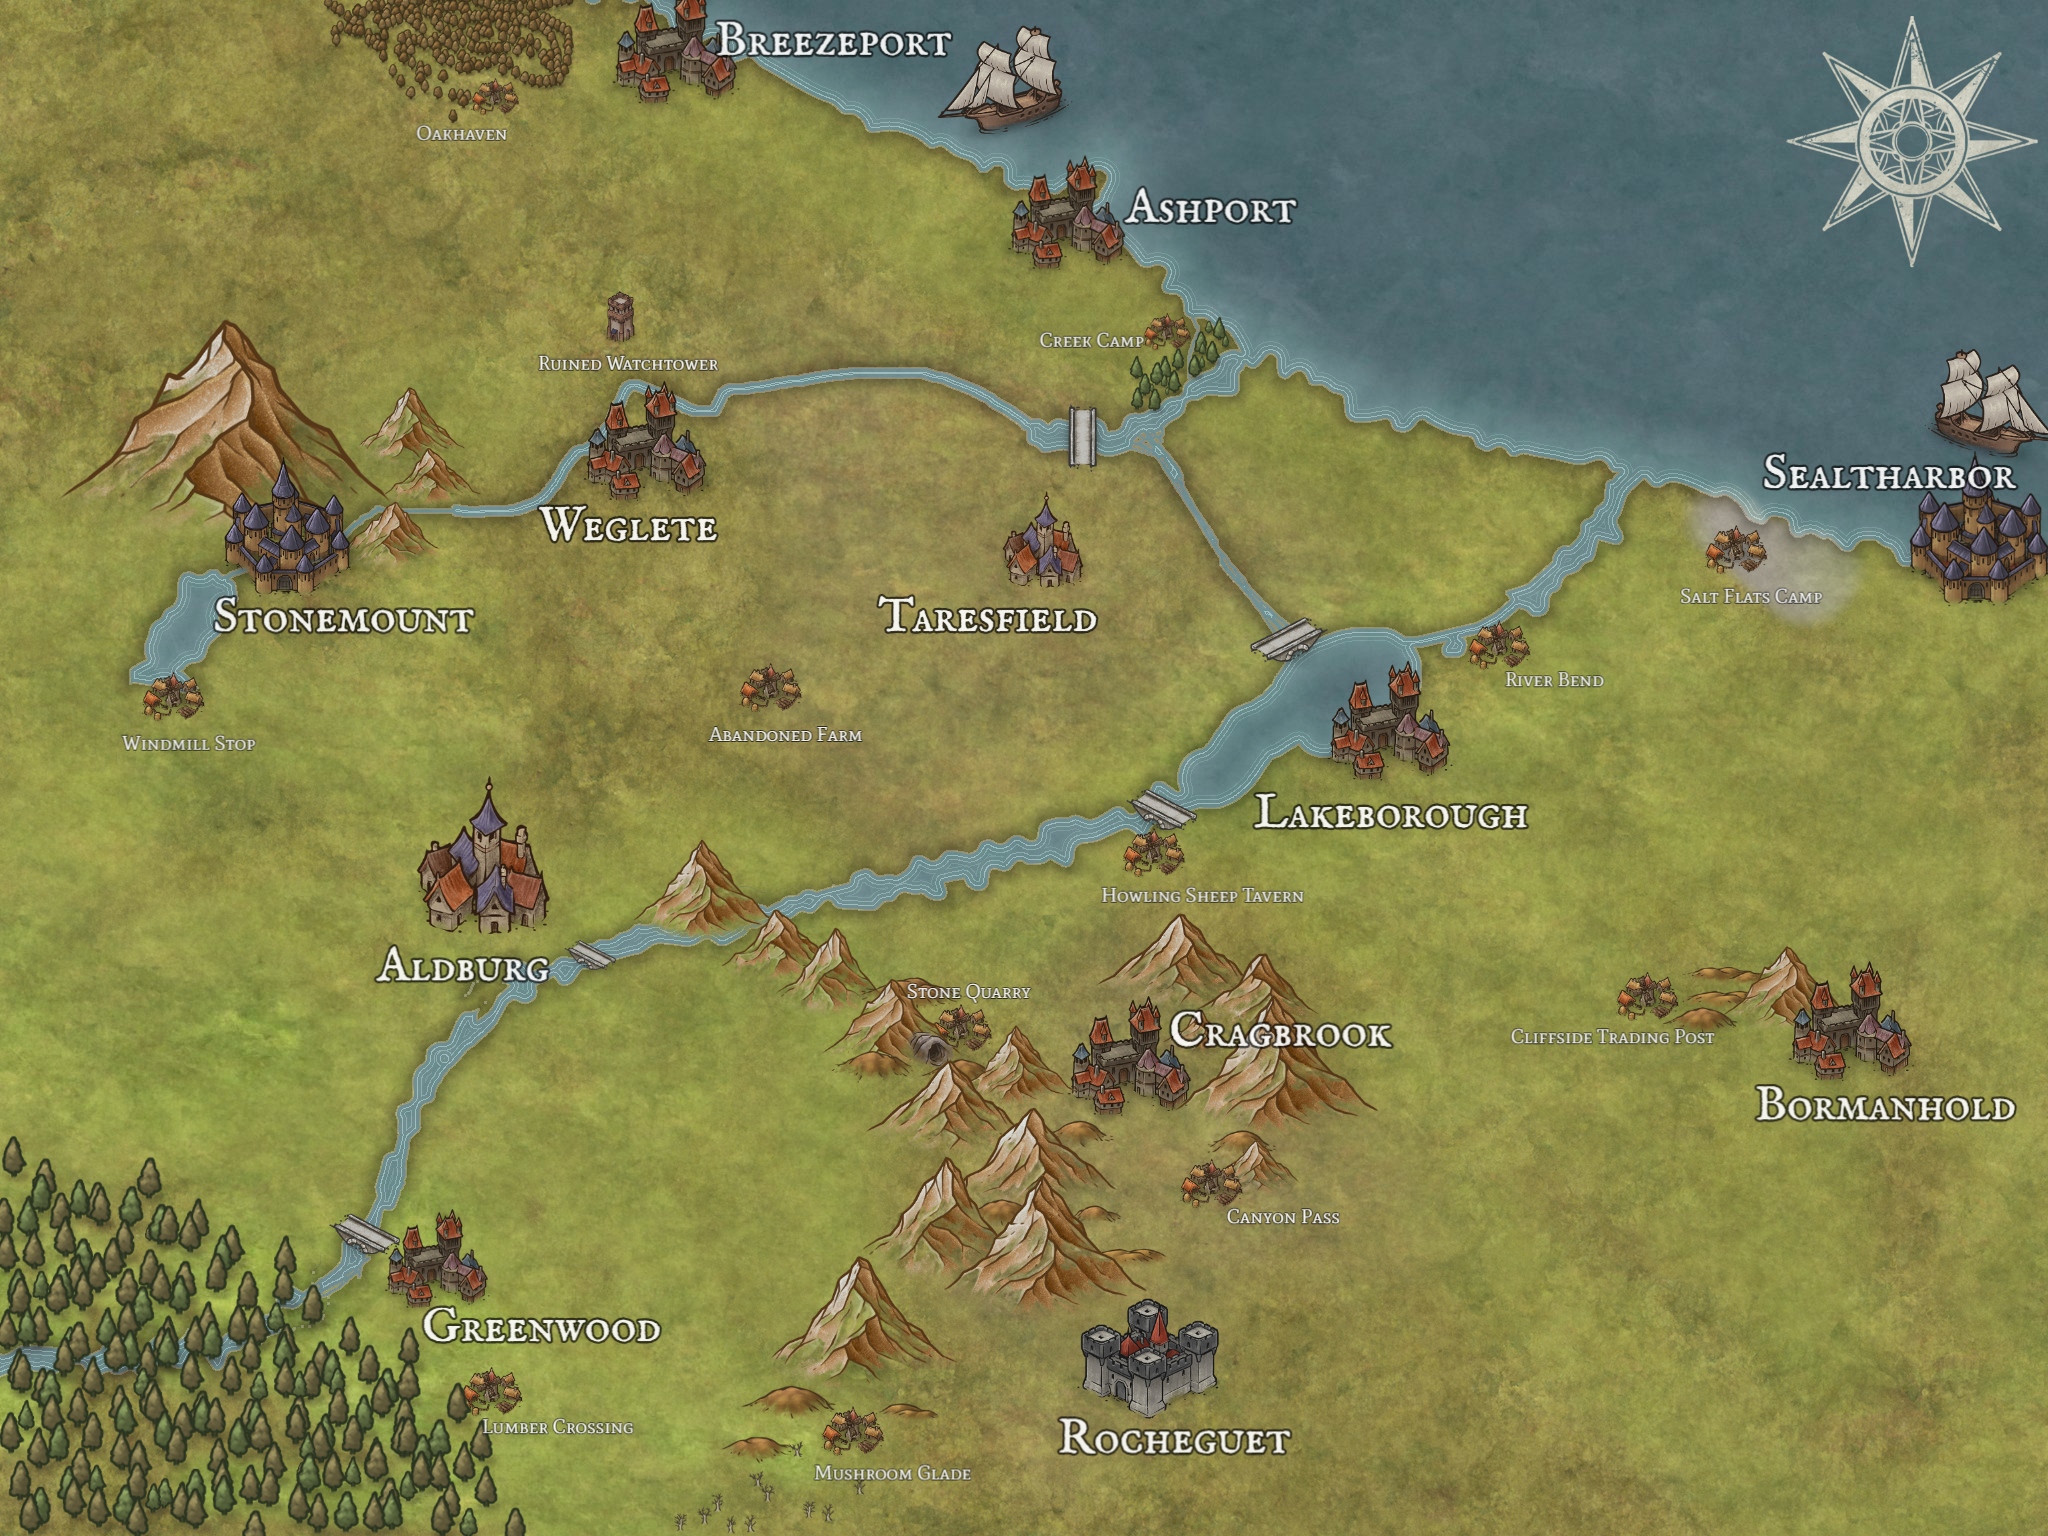 Breezeport
Oakhaven
Ashport
Creek Camp
Ruined Watchtower
Sealtharbor
Weglete
Salt Flats Camp
Stonemount
Taresfield
River Bend
Abandoned Farm
Windmill Stop
Lakeborough
Howling Sheep Tavern
Aldburg
Stone Quarry
Cragbrook
Cliffside Trading Post
Bormanhold
Canyon Pass
Greenwood
Lumber Crossing
Rocheguet
Mushroom Glade